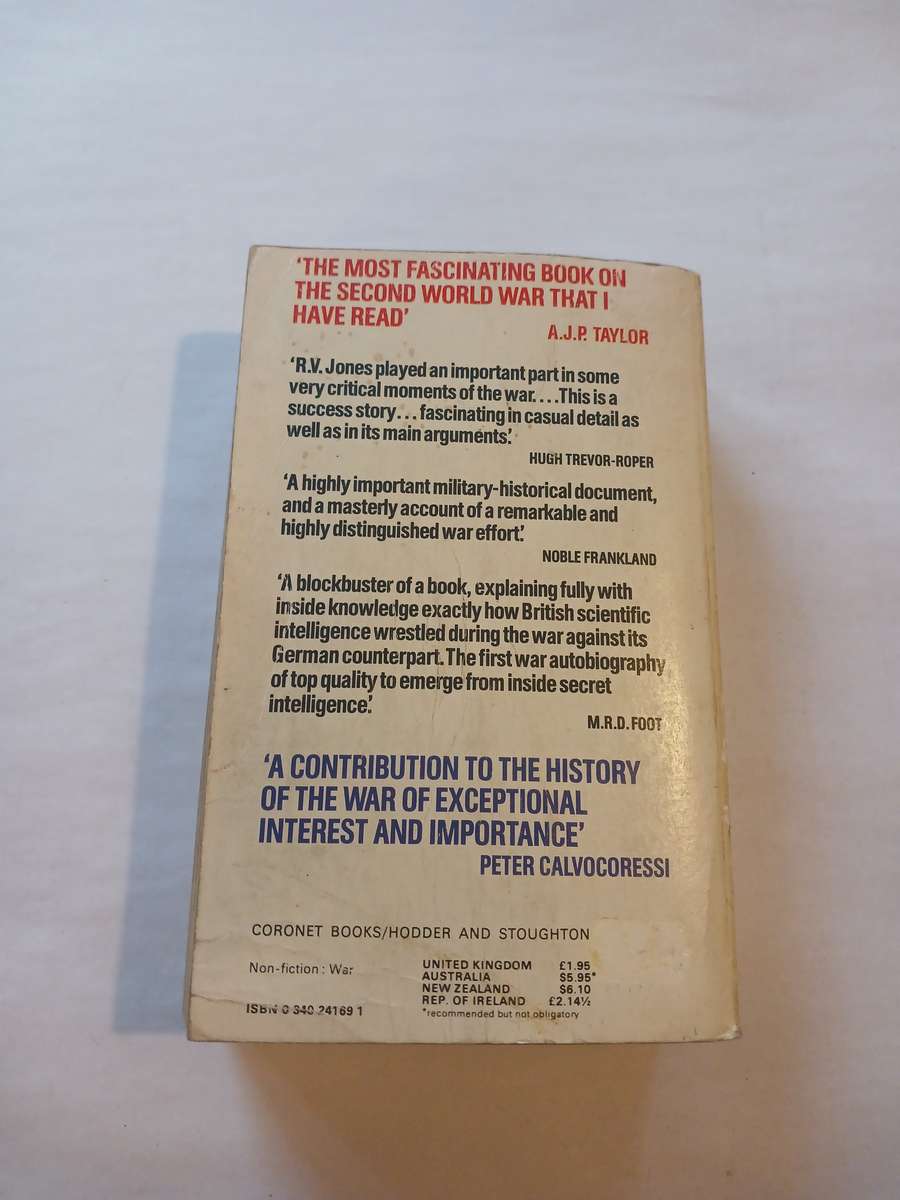 'THE MOST FASCINATING BOOK ON
THE SECOND WORLD WAR THAT I
HAVE READ'
A.J.P. TAYLOR
'R.V. Jones played an important part in some
very critical moments of the war....This is a
success story...fascinating in casual detail as
well as in its main arguments.'
HUGH TREVOR-ROPER
'A highly important military-historical document,
and a masterly account of a remarkable and
highly distinguished war effort.'
NOBLE FRANKLAND
'A blockbuster of a book, explaining fully with
inside knowledge exactly how British scientific
intelligence wrestled during the war against its
German counterpart. The first war autobiography
of top quality to emerge from inside secret
intelligence.'
M.R.D. FOOT
'A CONTRIBUTION TO THE HISTORY
OF THE WAR OF EXCEPTIONAL
INTEREST AND IMPORTANCE'
PETER CALVOCORESSI
CORONET BOOKS/HODDER AND STOUGHTON
Non-fiction: War
UNITED KINGDOM £1.95
AUSTRALIA $5.95*
NEW ZEALAND $6.10
REP. OF IRELAND £2.14½
*recommended but not obligatory
ISBN 0 340 24169 1